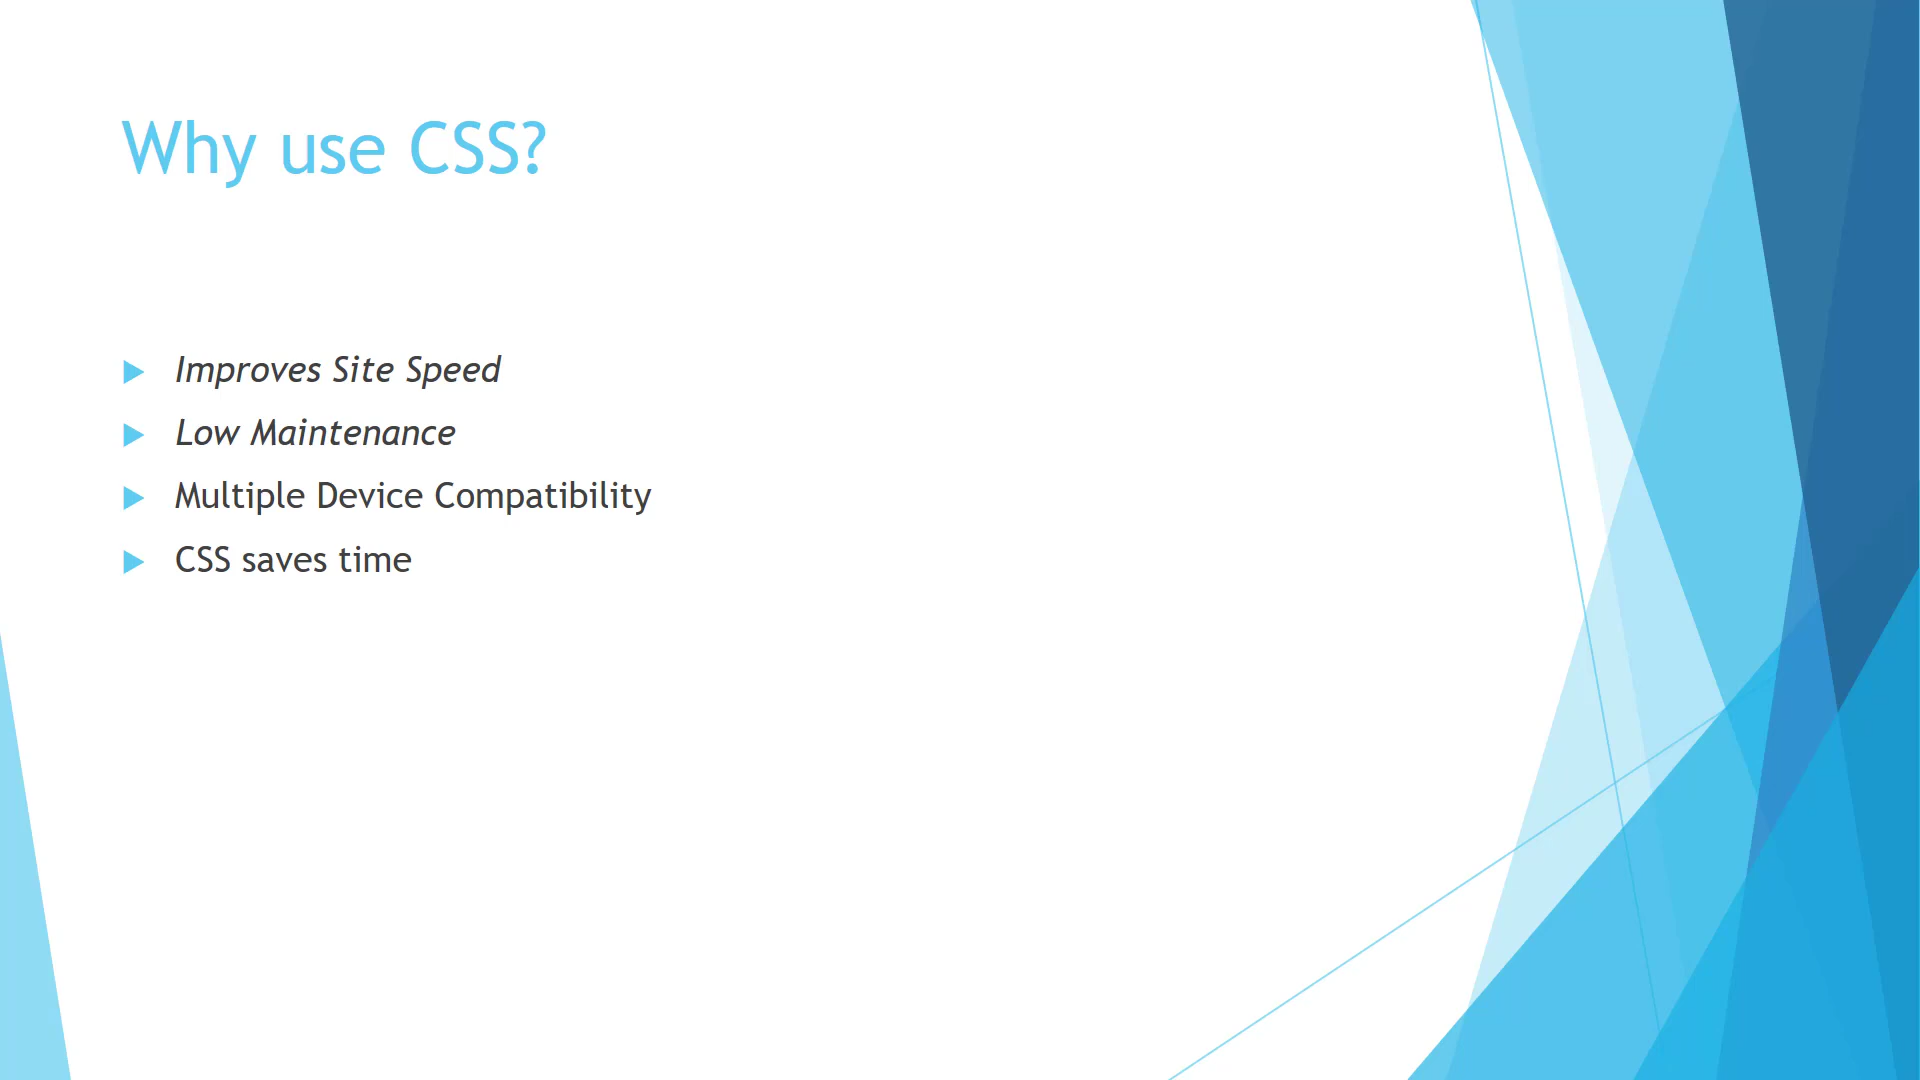 Why use CSS?
Improves Site Speed
Low Maintenance
Multiple Device Compatibility
CSS saves time